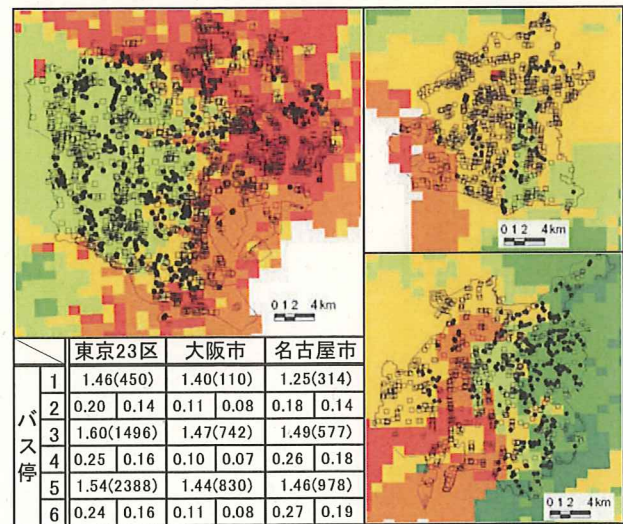 0 1 2 4km
0 1 2 4km
0 1 2 4km
東京23区 大阪市 名古屋市
バス停
1 1.46(450) 1.40(110) 1.25(314)
2 0.20 0.14 0.11 0.08 0.18 0.14
3 1.60(1496) 1.47(742) 1.49(577)
4 0.25 0.16 0.10 0.07 0.26 0.18
5 1.54(2388) 1.44(830) 1.46(978)
6 0.24 0.16 0.11 0.08 0.27 0.19